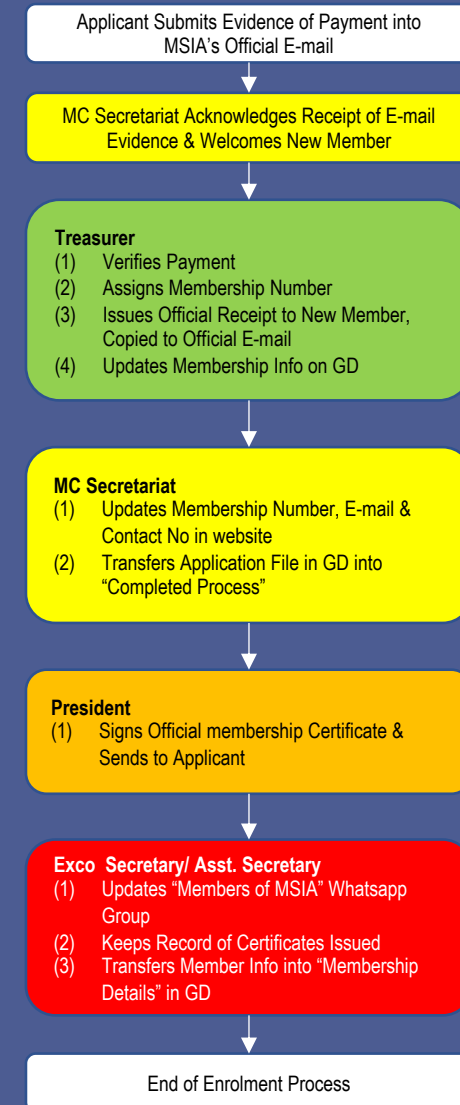 Applicant Submits Evidence of Payment into
MSIA's Official E-mail
MC Secretariat Acknowledges Receipt of E-mail
Evidence & Welcomes New Member
Treasurer
(1) Verifies Payment
(2) Assigns Membership Number
(3) Issues Official Receipt to New Member,
Copied to Official E-mail
(4) Updates Membership Info on GD
MC Secretariat
(1) Updates Membership Number, E-mail &
Contact No in website
(2) Transfers Application File in GD into
“Completed Process”
President
(1) Signs Official membership Certificate &
Sends to Applicant
Exco Secretary/ Asst. Secretary
(1) Updates “Members of MSIA” Whatsapp
Group
(2) Keeps Record of Certificates Issued
(3) Transfers Member Info into “Membership
Details” in GD
End of Enrolment Process